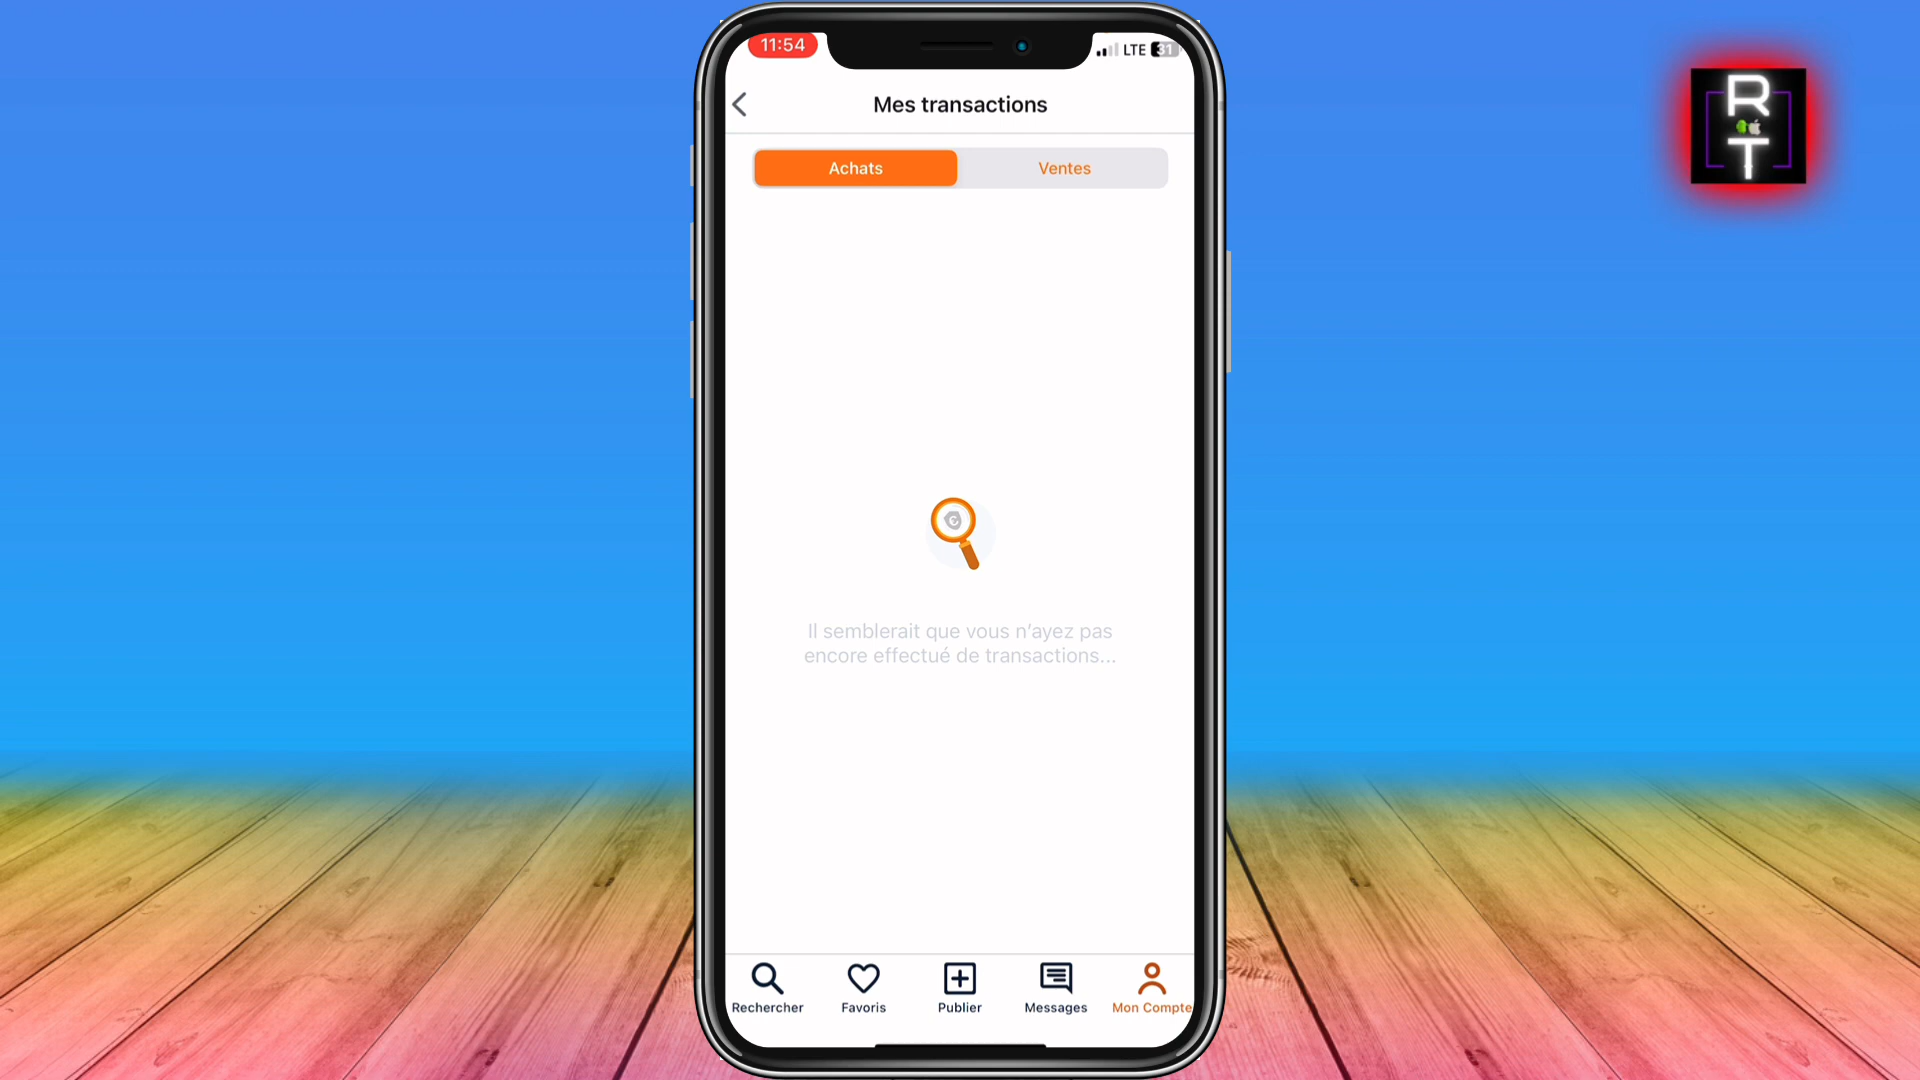 R
T
11:54
LTE 31
Mes transactions
Achats
Ventes
Il semblerait que vous n’ayez pas
encore effectué de transactions...
Rechercher
Favoris
Publier
Messages
Mon Compte